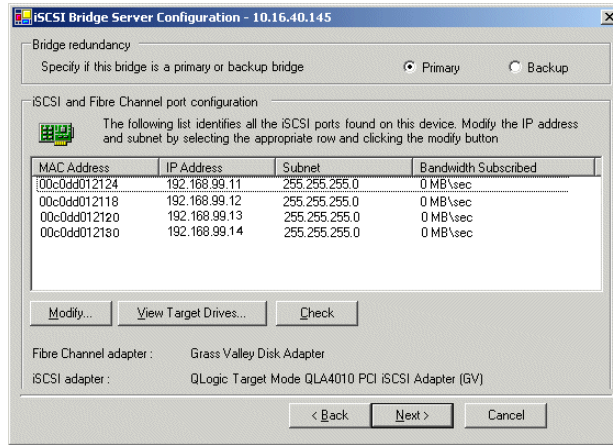 iSCSI Bridge Server Configuration - 10.16.40.145
Bridge redundancy
Specify if this bridge is a primary or backup bridge
Primary
Backup
iSCSI and Fibre Channel port configuration
The following list identifies all the iSCSI ports found on this device. Modify the IP address
and subnet by selecting the appropriate row and clicking the modify button
MAC Address IP Address Subnet Bandwidth Subscribed
00c0dd012124 192.168.99.11 255.255.255.0 0 MB\sec
00c0dd012118 192.168.99.12 255.255.255.0 0 MB\sec
00c0dd012120 192.168.99.13 255.255.255.0 0 MB\sec
00c0dd012130 192.168.99.14 255.255.255.0 0 MB\sec
Modify... View Target Drives... Check
Fibre Channel adapter : Grass Valley Disk Adapter
iSCSI adapter : QLogic Target Mode QLA4010 PCI iSCSI Adapter (GV)
< Back Next > Cancel